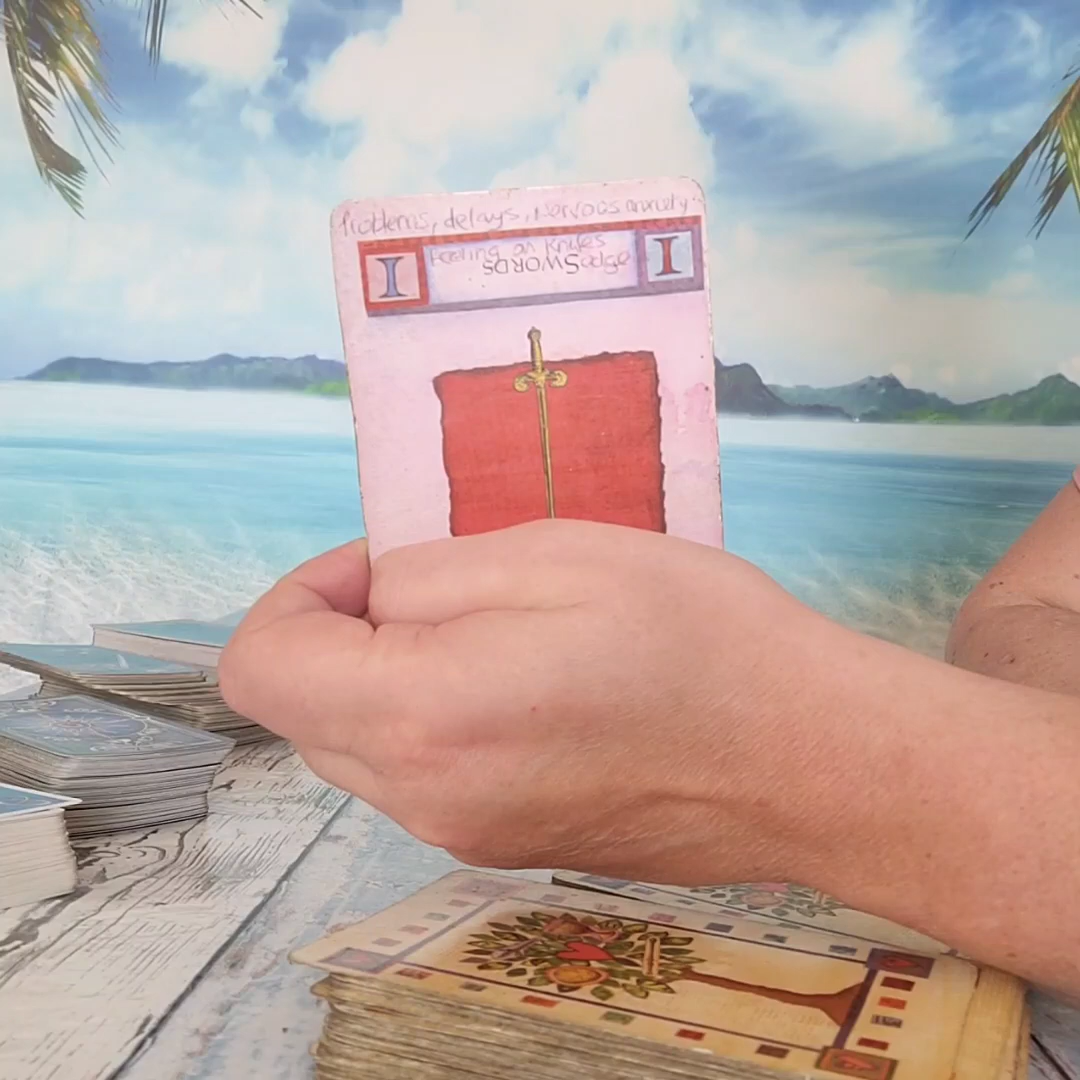 Problems, delays, Nervous anxiety
feeling on Knifes
I SWORDS edge I